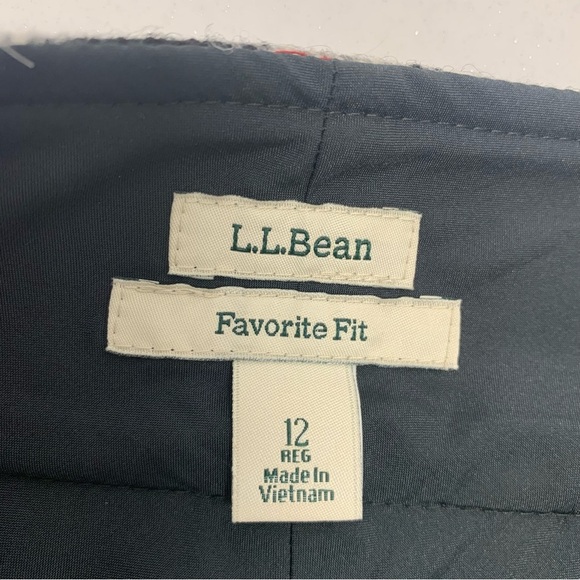 L.L.Bean
Favorite Fit
12
REG
Made In
Vietnam